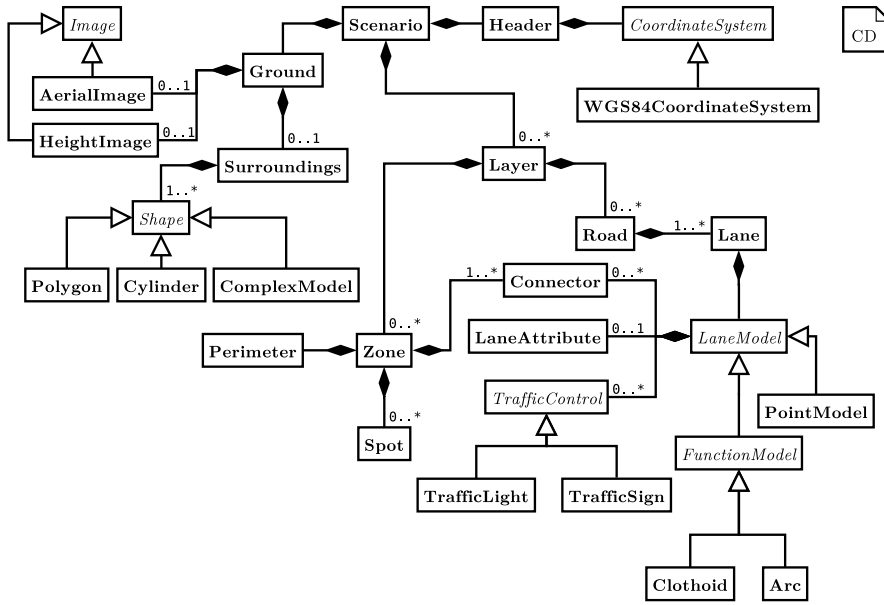 Image
Scenario
Header
CoordinateSystem
CD
Ground
AerialImage
0..1
WGS84CoordinateSystem
HeightImage
0..1
0..1
0..*
Surroundings
Layer
1..*
Shape
0..*
Road
1..*
Lane
Polygon
Cylinder
ComplexModel
1..*
Connector
0..*
0..*
Perimeter
Zone
LaneAttribute
0..1
LaneModel
TrafficControl
0..*
PointModel
0..*
Spot
FunctionModel
TrafficLight
TrafficSign
Clothoid
Arc